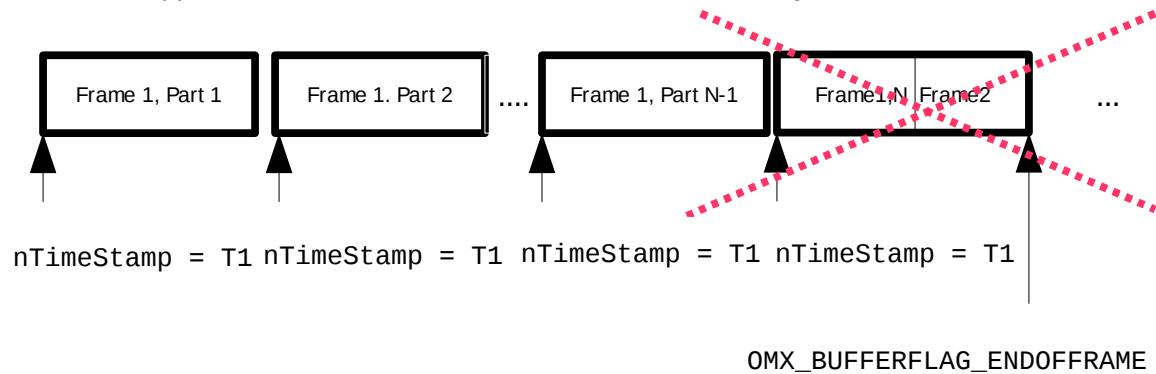 Frame 1, Part 1
Frame 1. Part 2
....
Frame 1, Part N-1
Frame1,N
Frame2
...
nTimeStamp = T1
nTimeStamp = T1
nTimeStamp = T1
nTimeStamp = T1
OMX_BUFFERFLAG_ENDOFFRAME